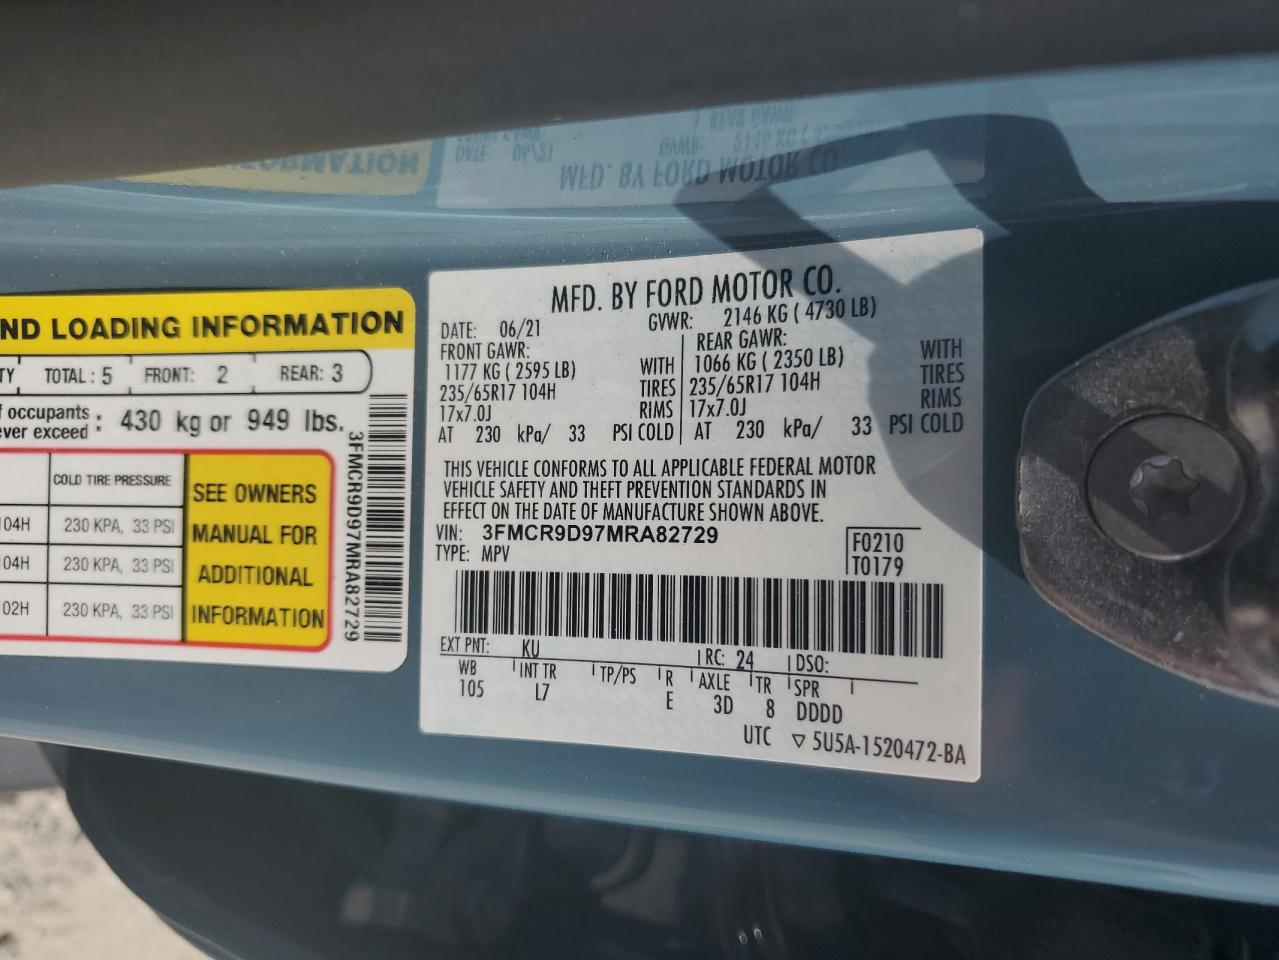 ND LOADING INFORMATION
TY TOTAL: 5 FRONT: 2 REAR: 3
f occupants
ever exceed : 430 kg or 949 lbs.
COLD TIRE PRESSURE
104H 230 KPA, 33 PSI
04H 230 KPA, 33 PSI
02H 230 KPA, 33 PSI
SEE OWNERS
MANUAL FOR
ADDITIONAL
INFORMATION
3FMCR9D97MRA82729
MFD. BY FORD MOTOR CO.
DATE: 06/21 GVWR: 2146 KG ( 4730 LB)
FRONT GAWR: REAR GAWR:
1177 KG ( 2595 LB) WITH 1066 KG ( 2350 LB) WITH
235/65R17 104H TIRES 235/65R17 104H TIRES
17x7.0J RIMS 17x7.0J RIMS
AT 230 kPa/ 33 PSI COLD AT 230 kPa/ 33 PSI COLD
THIS VEHICLE CONFORMS TO ALL APPLICABLE FEDERAL MOTOR
VEHICLE SAFETY AND THEFT PREVENTION STANDARDS IN
EFFECT ON THE DATE OF MANUFACTURE SHOWN ABOVE.
VIN: 3FMCR9D97MRA82729
TYPE: MPV
F0210
T0179
EXT PNT: KU RC: 24 DSO:
WB INT TR TP/PS R AXLE TR SPR
105 L7 E 3D 8 DDDD
UTC ▽ 5U5A-1520472-BA